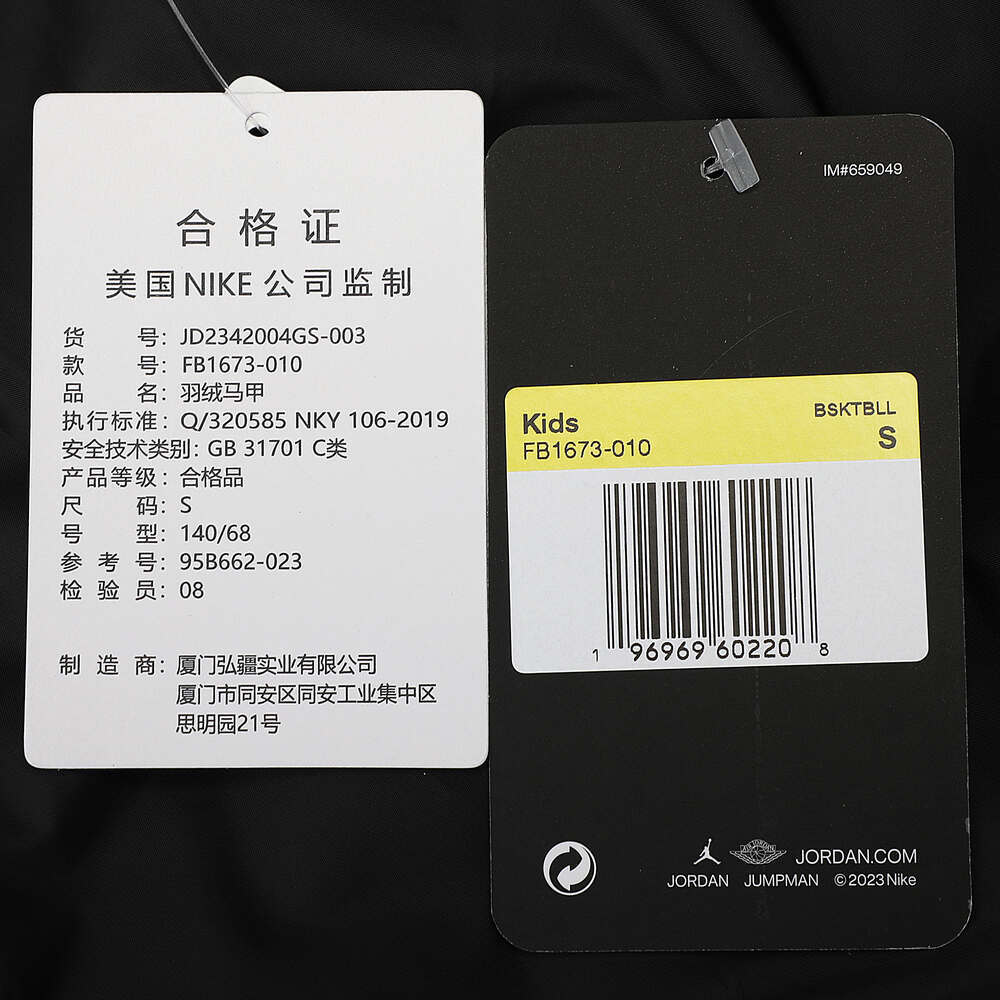 合格证
美国NIKE公司监制
货 号：JD2342004GS-003
款 号：FB1673-010
品 名：羽绒马甲
执行标准：Q/320585 NKY 106-2019
安全技术类别：GB 31701 C类
产品等级：合格品
尺 码：S
号 型：140/68
参 考 号：95B662-023
检 验 员：08
制 造 商：厦门弘疆实业有限公司
厦门市同安区同安工业集中区
思明园21号
IM#659049
Kids
BSKTBLL
FB1673-010
S
1 96969 60220 8
AIR JORDAN
JORDAN.COM
JORDAN JUMPMAN ©2023 Nike